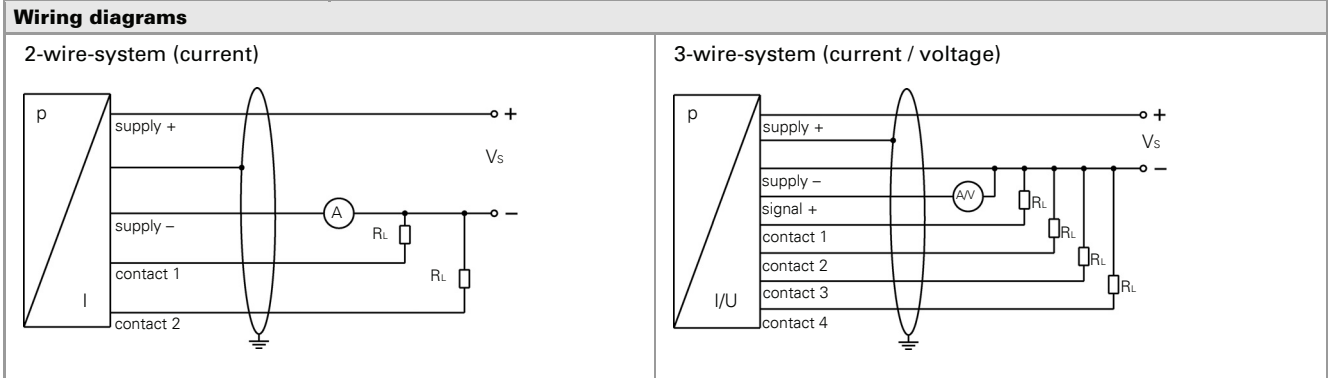 Wiring diagrams
2-wire-system (current)
p
supply +
+
VS
supply –
A
–
RL
contact 1
RL
I
contact 2
3-wire-system (current / voltage)
p
supply +
+
VS
supply –
–
A/V
signal +
RL
contact 1
RL
contact 2
RL
contact 3
RL
I/U
contact 4